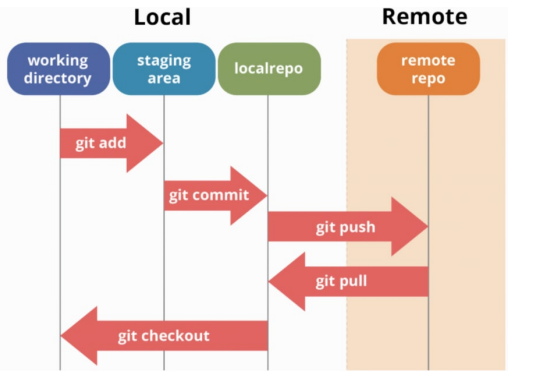 Local
Remote
working
directory
staging
area
localrepo
remote
repo
git add
git commit
git push
git pull
git checkout